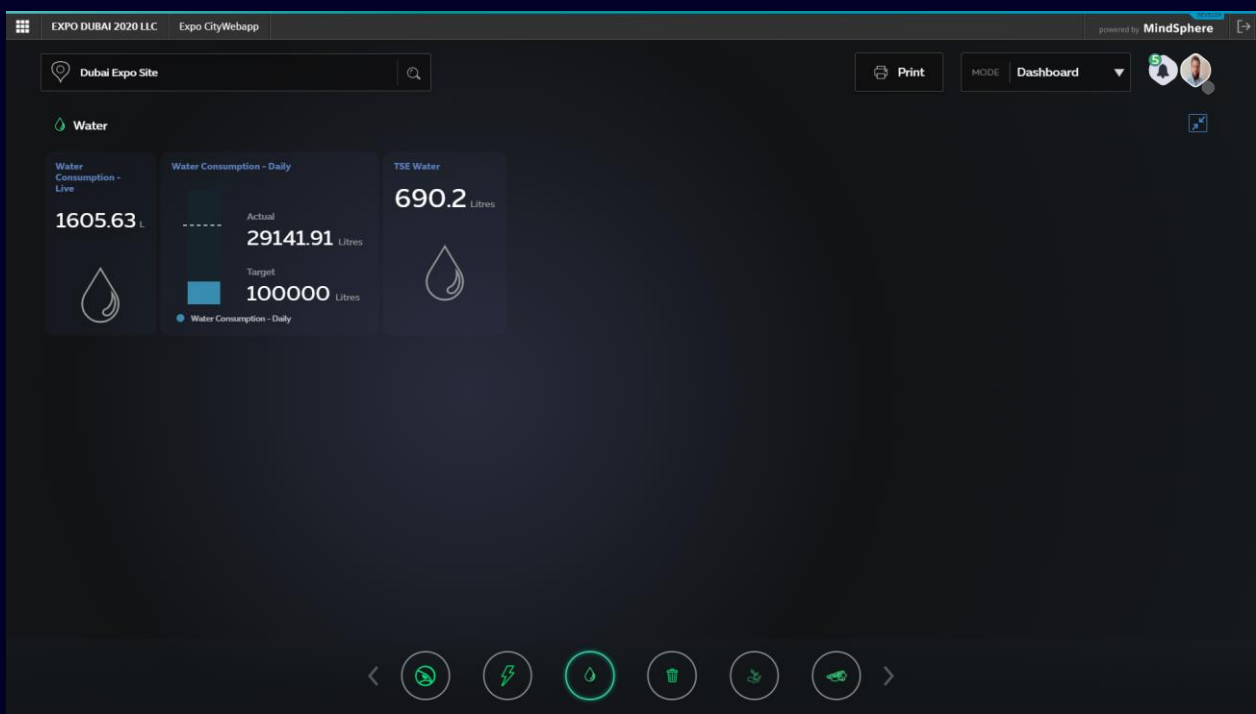 EXPO DUBAI 2020 LLC Expo CityWebapp powered by MindSphere
Dubai Expo Site
Print
MODE Dashboard
5
Water
Water
Consumption -
Live
1605.63 L
Water Consumption - Daily
Actual
29141.91 Litres
Target
100000 Litres
Water Consumption - Daily
TSE Water
690.2 Litres